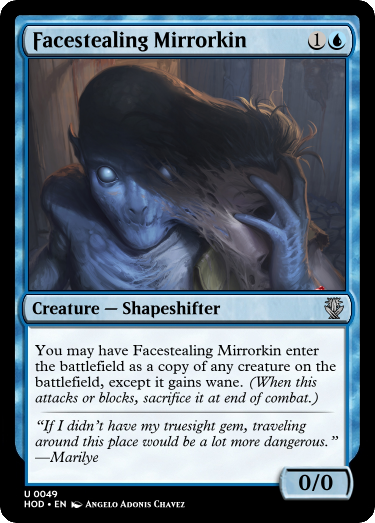 Facestealing Mirrorkin 1
Creature — Shapeshifter
You may have Facestealing Mirrorkin enter
the battlefield as a copy of any creature on the
battlefield, except it gains wane. (When this
attacks or blocks, sacrifice it at end of combat.)
“If I didn’t have my truesight gem, traveling
around this place would be a lot more dangerous.”
—Marilye
0/0
U 0049
HOD • EN Angelo Adonis Chavez